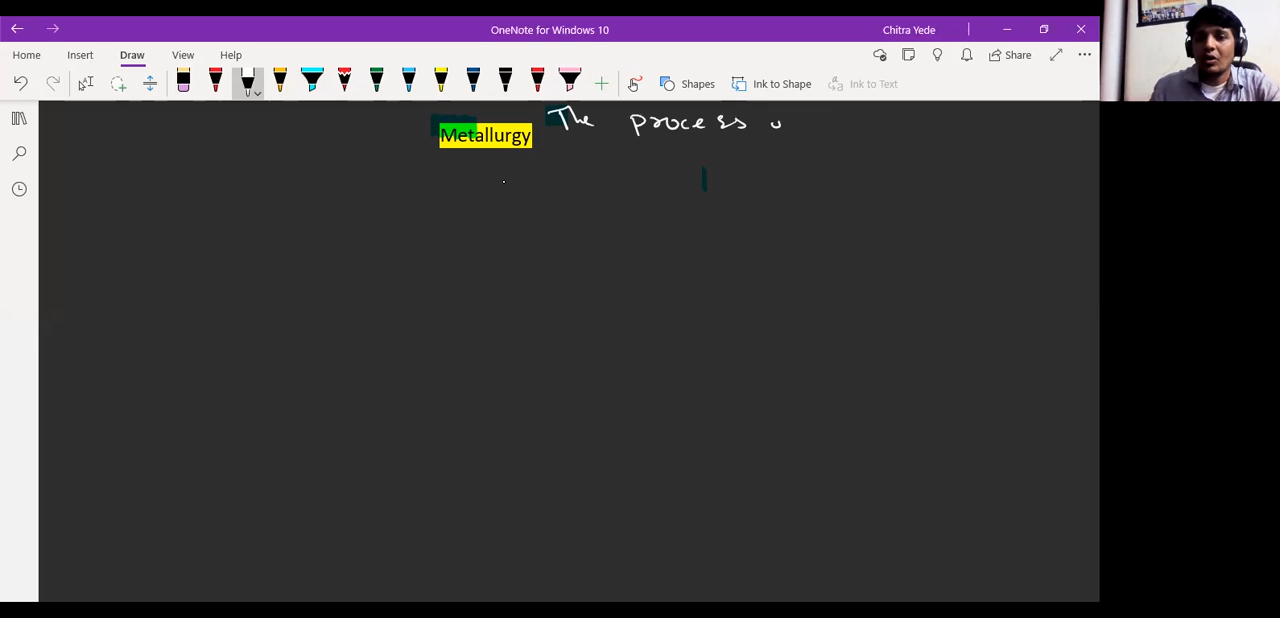 OneNote for Windows 10
Chitra Yede
Home Insert Draw View Help
Share
Shapes Ink to Shape Ink to Text
Metallurgy The process o